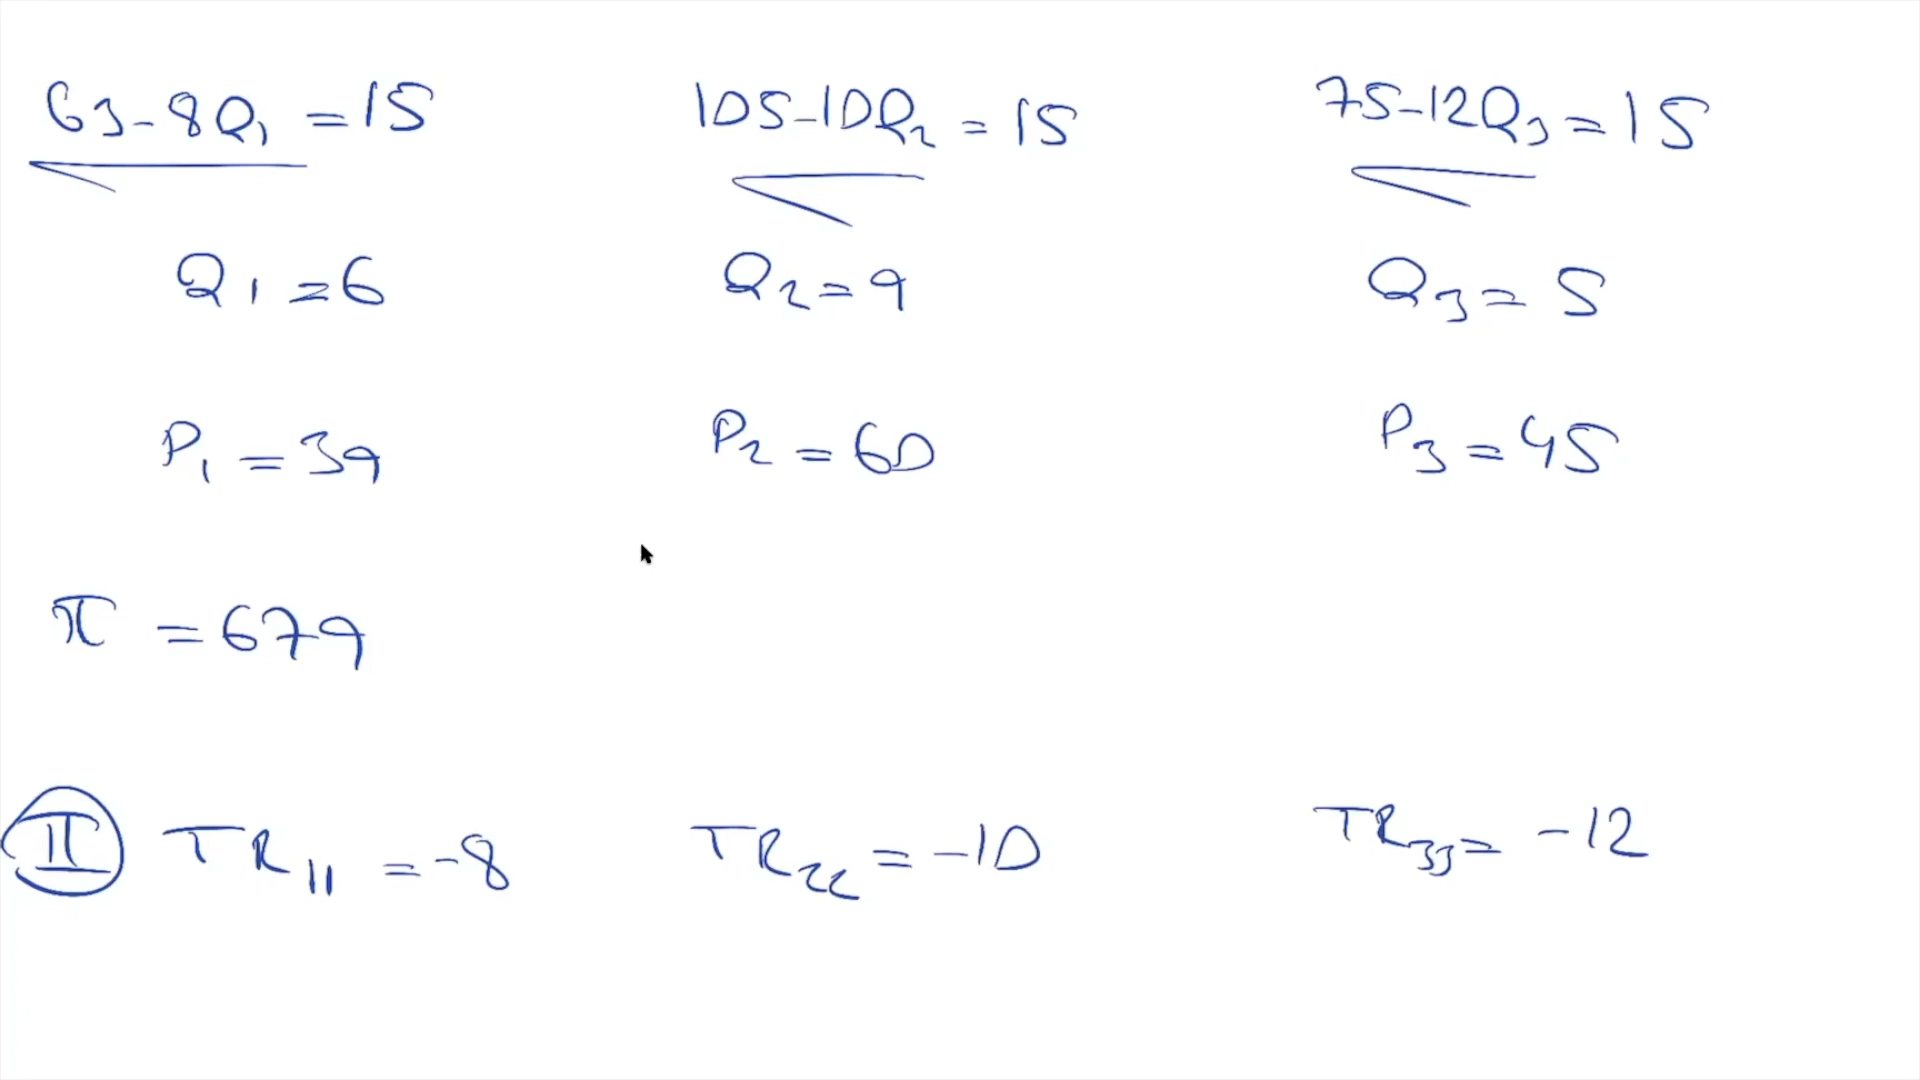 63-8Q₁ = 15 105-10Q₂ = 15 75-12Q₃ = 15
Q₁ = 6 Q₂ = 9 Q₃ = 5
P₁ = 39 P₂ = 60 P₃ = 45
π = 679
II TR₁₁ = -8 TR₂₂ = -10 TR₃₃ = -12